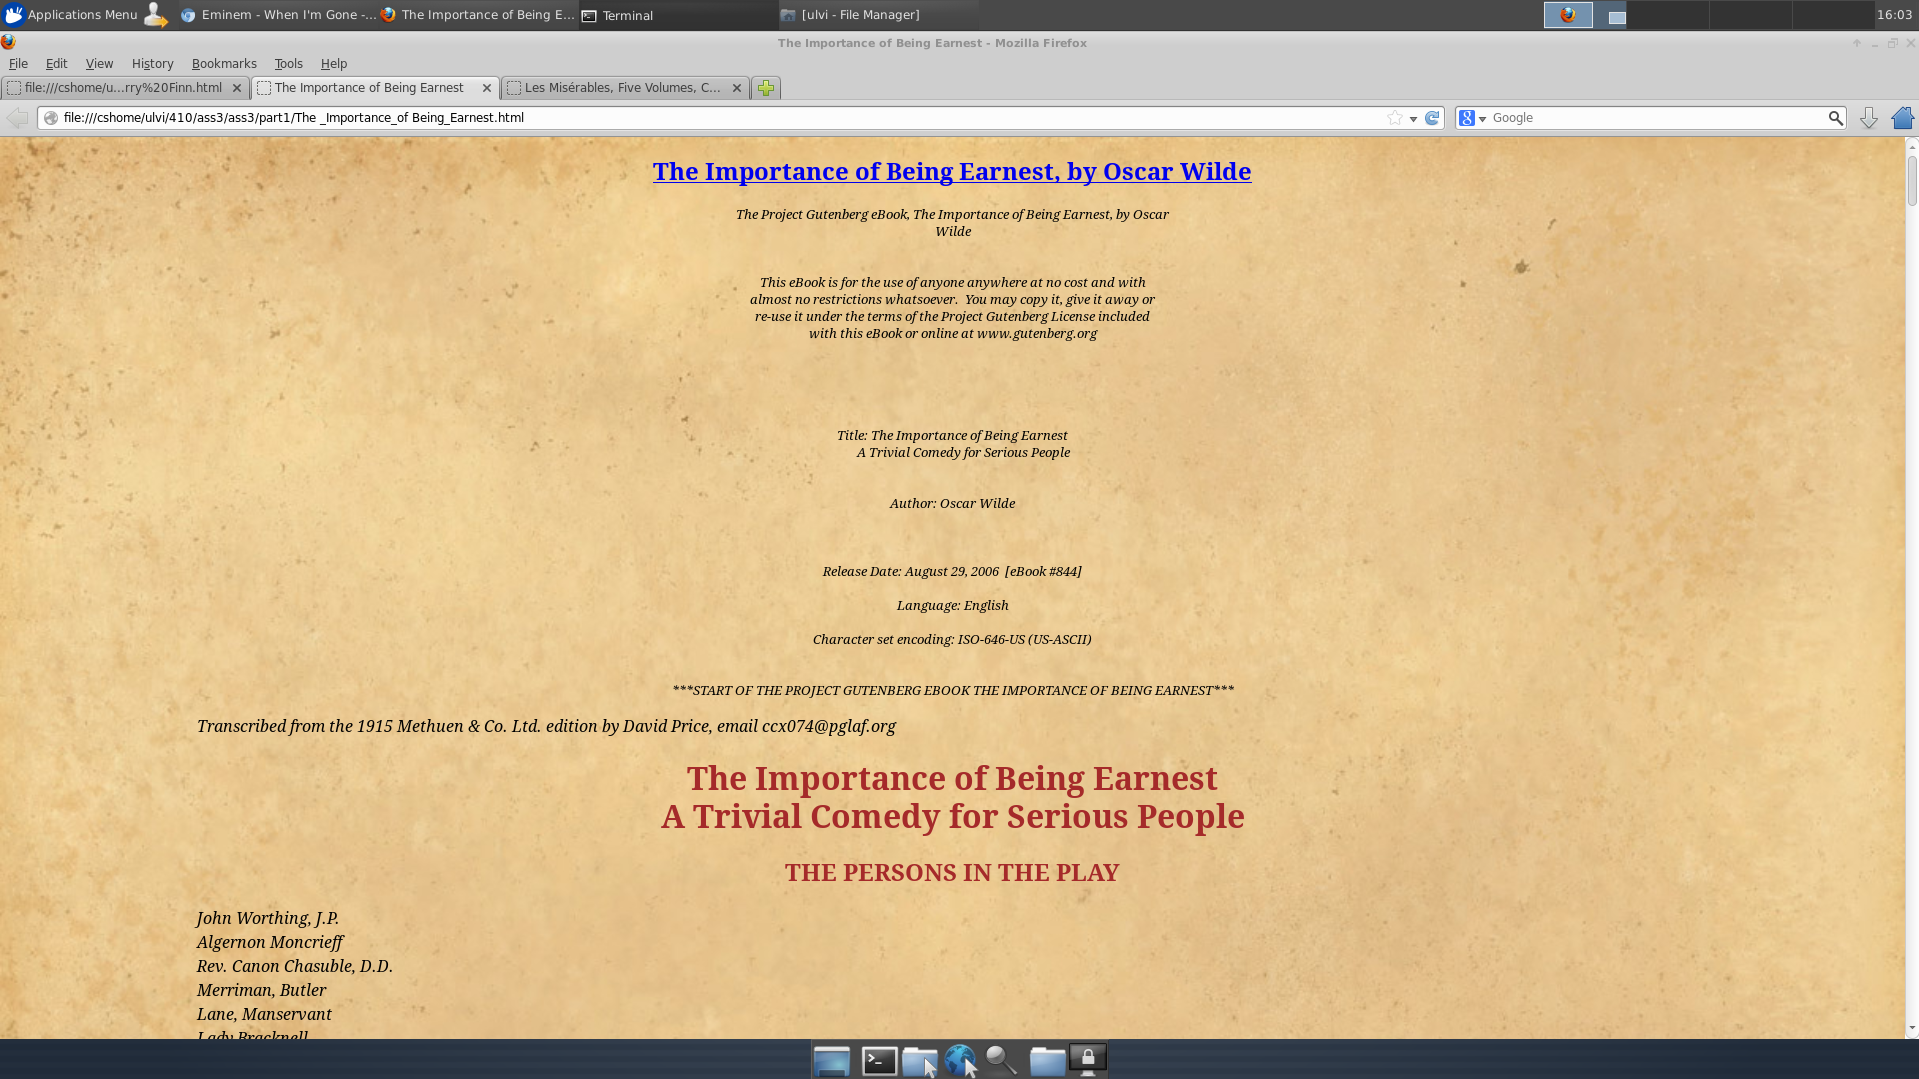 Applications Menu
Eminem - When I'm Gone -...
The Importance of Being E...
Terminal
[ulvi - File Manager]
16:03
The Importance of Being Earnest - Mozilla Firefox
File Edit View History Bookmarks Tools Help
file:///cshome/u...rry%20Finn.html
The Importance of Being Earnest
Les Misérables, Five Volumes, C...
file:///cshome/ulvi/410/ass3/ass3/part1/The _Importance_of Being_Earnest.html
Google
The Importance of Being Earnest, by Oscar Wilde
The Project Gutenberg eBook, The Importance of Being Earnest, by Oscar
Wilde
This eBook is for the use of anyone anywhere at no cost and with
almost no restrictions whatsoever.  You may copy it, give it away or
re-use it under the terms of the Project Gutenberg License included
with this eBook or online at www.gutenberg.org
Title: The Importance of Being Earnest
A Trivial Comedy for Serious People
Author: Oscar Wilde
Release Date: August 29, 2006  [eBook #844]
Language: English
Character set encoding: ISO-646-US (US-ASCII)
***START OF THE PROJECT GUTENBERG EBOOK THE IMPORTANCE OF BEING EARNEST***
Transcribed from the 1915 Methuen & Co. Ltd. edition by David Price, email ccx074@pglaf.org
The Importance of Being Earnest
A Trivial Comedy for Serious People
THE PERSONS IN THE PLAY
John Worthing, J.P.
Algernon Moncrieff
Rev. Canon Chasuble, D.D.
Merriman, Butler
Lane, Manservant
Lady Bracknell